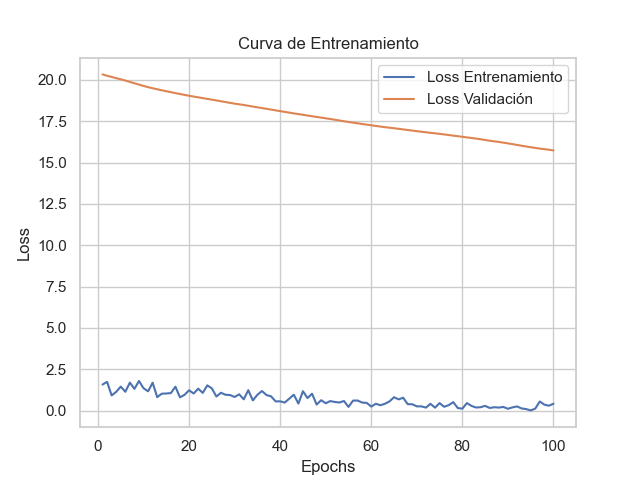 Curva de Entrenamiento
Loss Entrenamiento
Loss Validación
20.0
17.5
15.0
12.5
10.0
7.5
5.0
2.5
0.0
Loss
0 20 40 60 80 100
Epochs